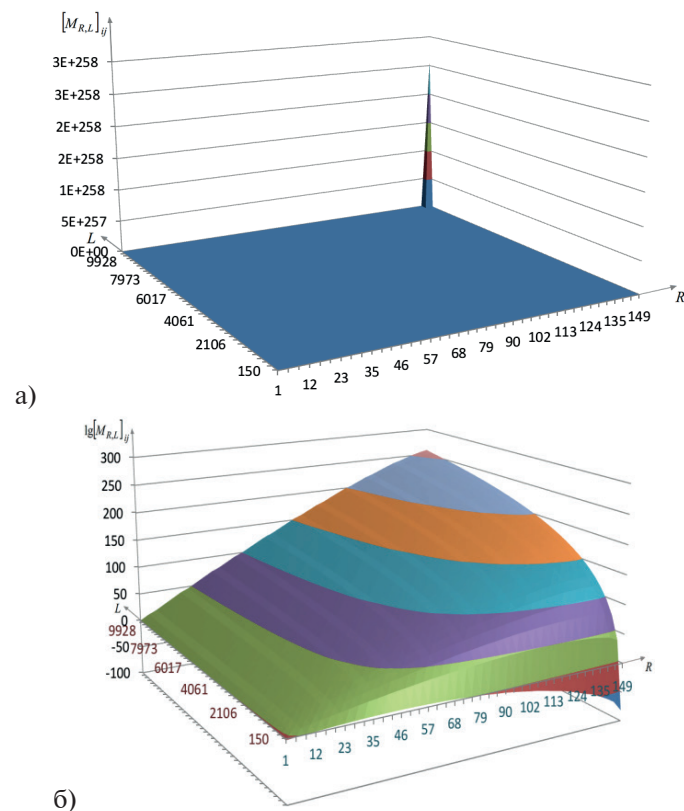 [M_{R,L}]_{ij}
3E+258
3E+258
2E+258
2E+258
1E+258
5E+257
L
0E+00
9928
7973
6017
4061
2106
150
1 12 23 35 46 57 68 79 90 102 113 124 135 149
R
а)
lg[M_{R,L}]_{ij}
300
250
200
150
100
50
0
-50
-100
L
9928
7973
6017
4061
2106
150
1 12 23 35 46 57 68 79 90 102 113 124 135 149
R
б)